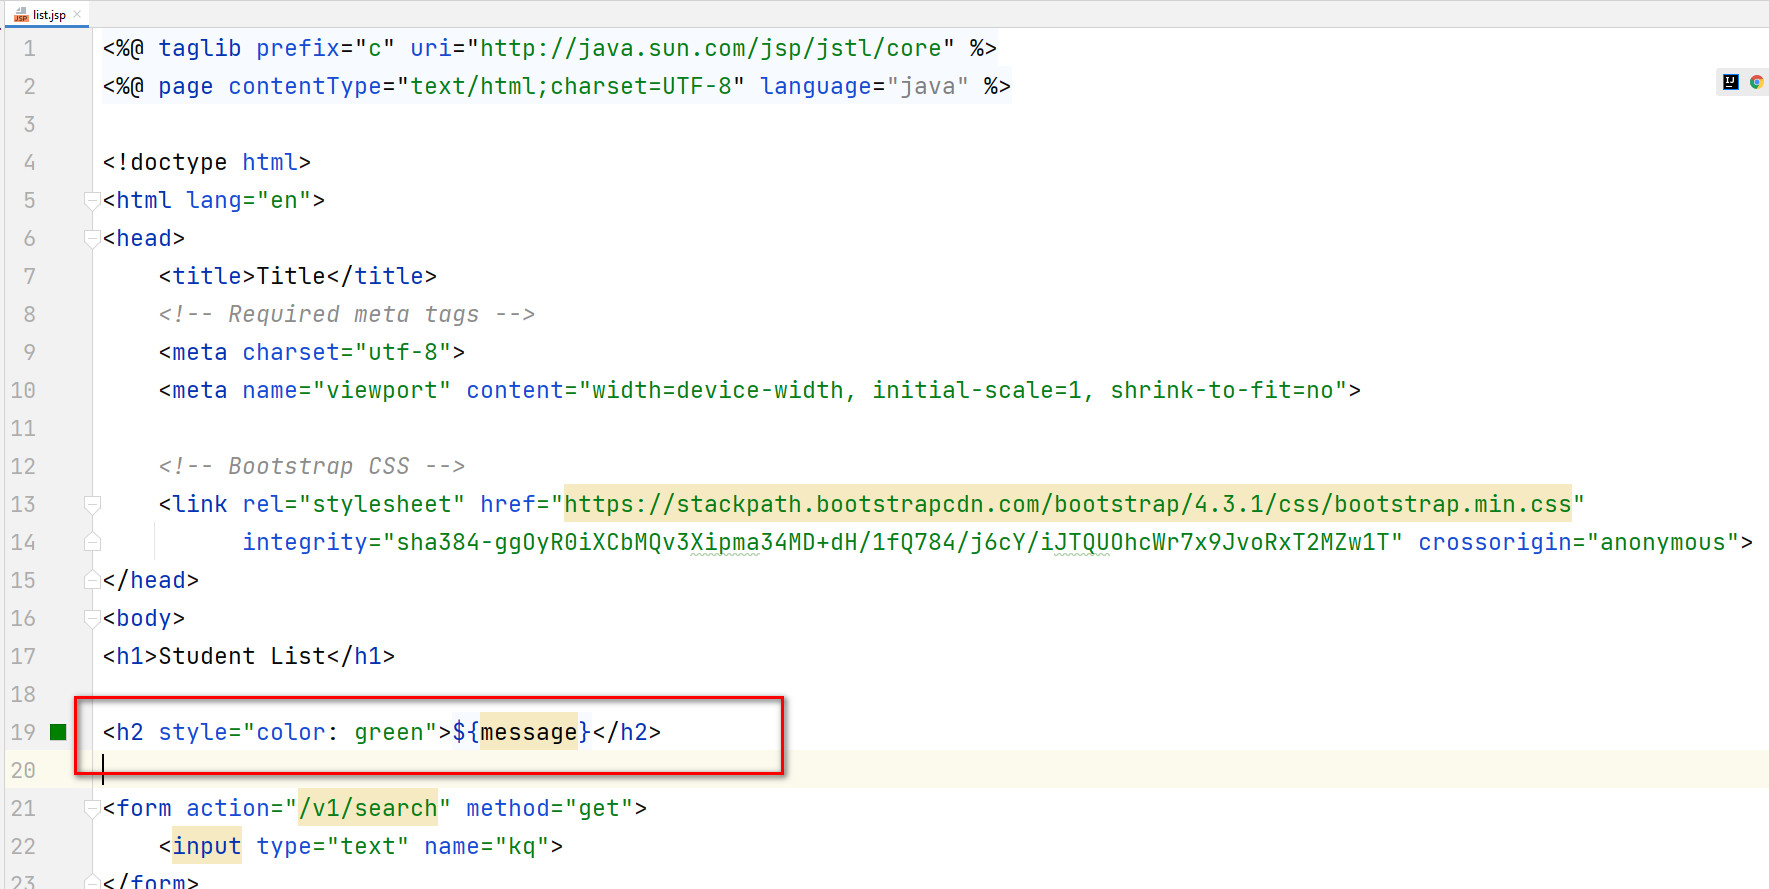 list.jsp
1 <%@ taglib prefix="c" uri="http://java.sun.com/jsp/jstl/core" %>
2 <%@ page contentType="text/html;charset=UTF-8" language="java" %>
3
4 <!doctype html>
5 <html lang="en">
6 <head>
7 <title>Title</title>
8 <!-- Required meta tags -->
9 <meta charset="utf-8">
10 <meta name="viewport" content="width=device-width, initial-scale=1, shrink-to-fit=no">
11
12 <!-- Bootstrap CSS -->
13 <link rel="stylesheet" href="https://stackpath.bootstrapcdn.com/bootstrap/4.3.1/css/bootstrap.min.css"
14 integrity="sha384-ggOyR0iXCbMQv3Xipma34MD+dH/1fQ784/j6cY/iJTQUOhcWr7x9JvoRxT2MZw1T" crossorigin="anonymous">
15 </head>
16 <body>
17 <h1>Student List</h1>
18
19 <h2 style="color: green">${message}</h2>
20
21 <form action="/v1/search" method="get">
22 <input type="text" name="kq">
23 </form>